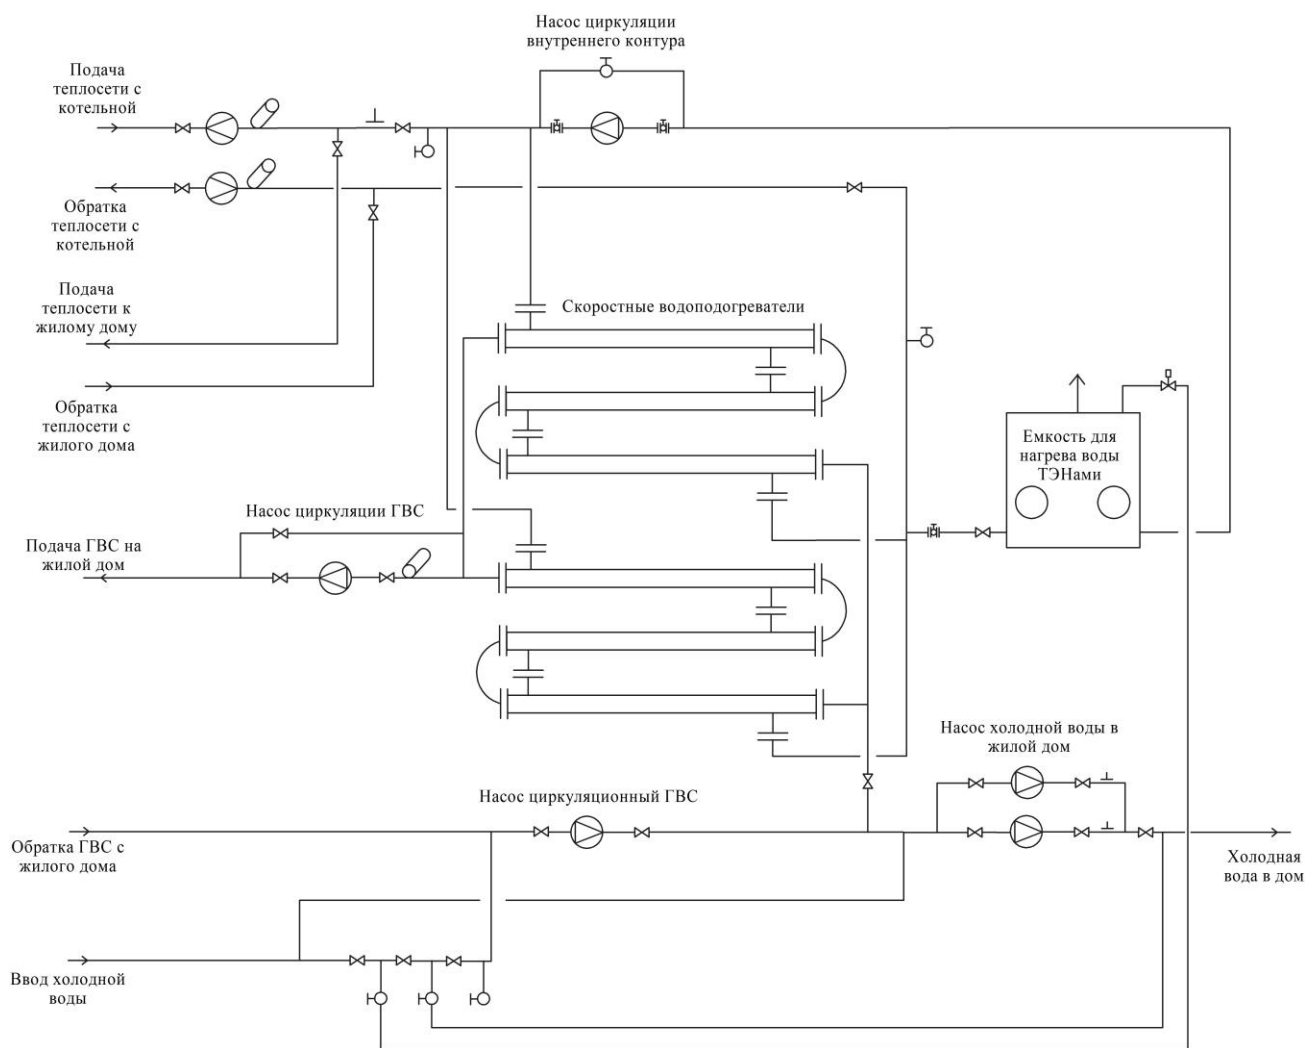 Насос циркуляции
внутреннего контура
Подача
теплосети с
котельной
Обратка
теплосети с
котельной
Подача
теплосети к
жилому дому
Скоростные водоподогреватели
Обратка
теплосети с
жилого дома
Емкость для
нагрева воды
ТЭНами
Насос циркуляции ГВС
Подача ГВС на
жилой дом
Насос холодной воды в
жилой дом
Насос циркуляционный ГВС
Обратка ГВС с
жилого дома
Холодная
вода в дом
Ввод холодной
воды